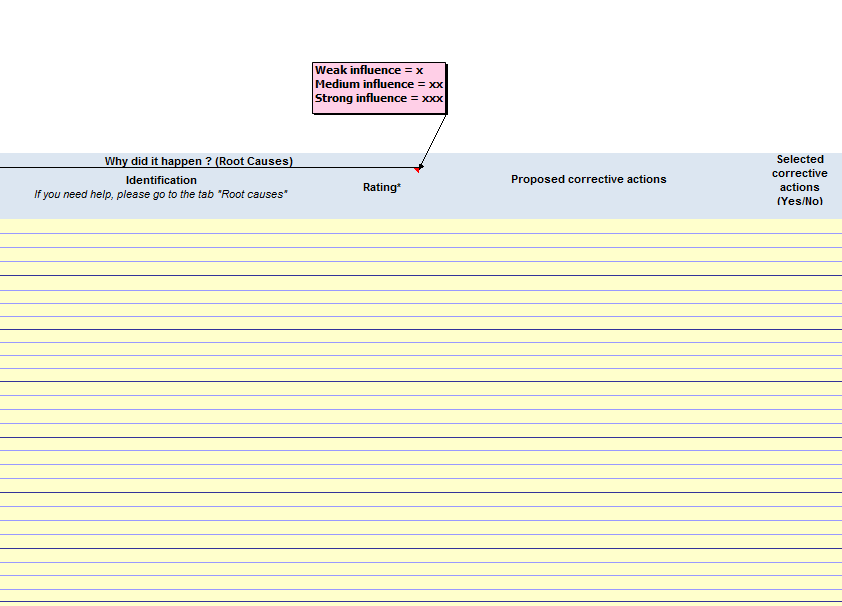 Weak influence = x
Medium influence = xx
Strong influence = xxx
Why did it happen ? (Root Causes)
Identification
If you need help, please go to the tab "Root causes"
Rating*
Proposed corrective actions
Selected
corrective
actions
(Yes/No)